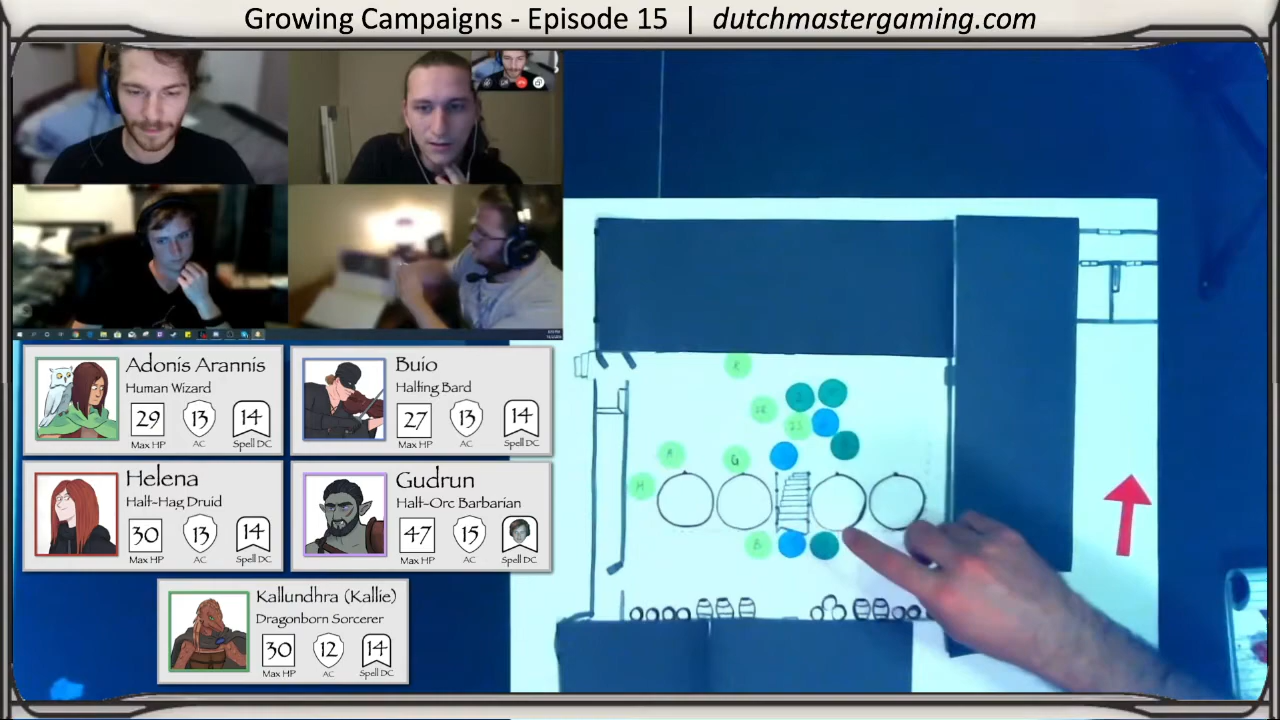 Growing Campaigns - Episode 15 | dutchmastergaming.com
Adonis Arannis
Human Wizard
29
13
14
Max HP
AC
Spell DC
Buio
Halfling Bard
27
13
14
Max HP
AC
Spell DC
Helena
Half-Hag Druid
30
13
14
Max HP
AC
Spell DC
Gudrun
Half-Orc Barbarian
47
15
Max HP
AC
Spell DC
Kallundhra (Kallie)
Dragonborn Sorcerer
30
12
14
Max HP
AC
Spell DC
K
G
H
B